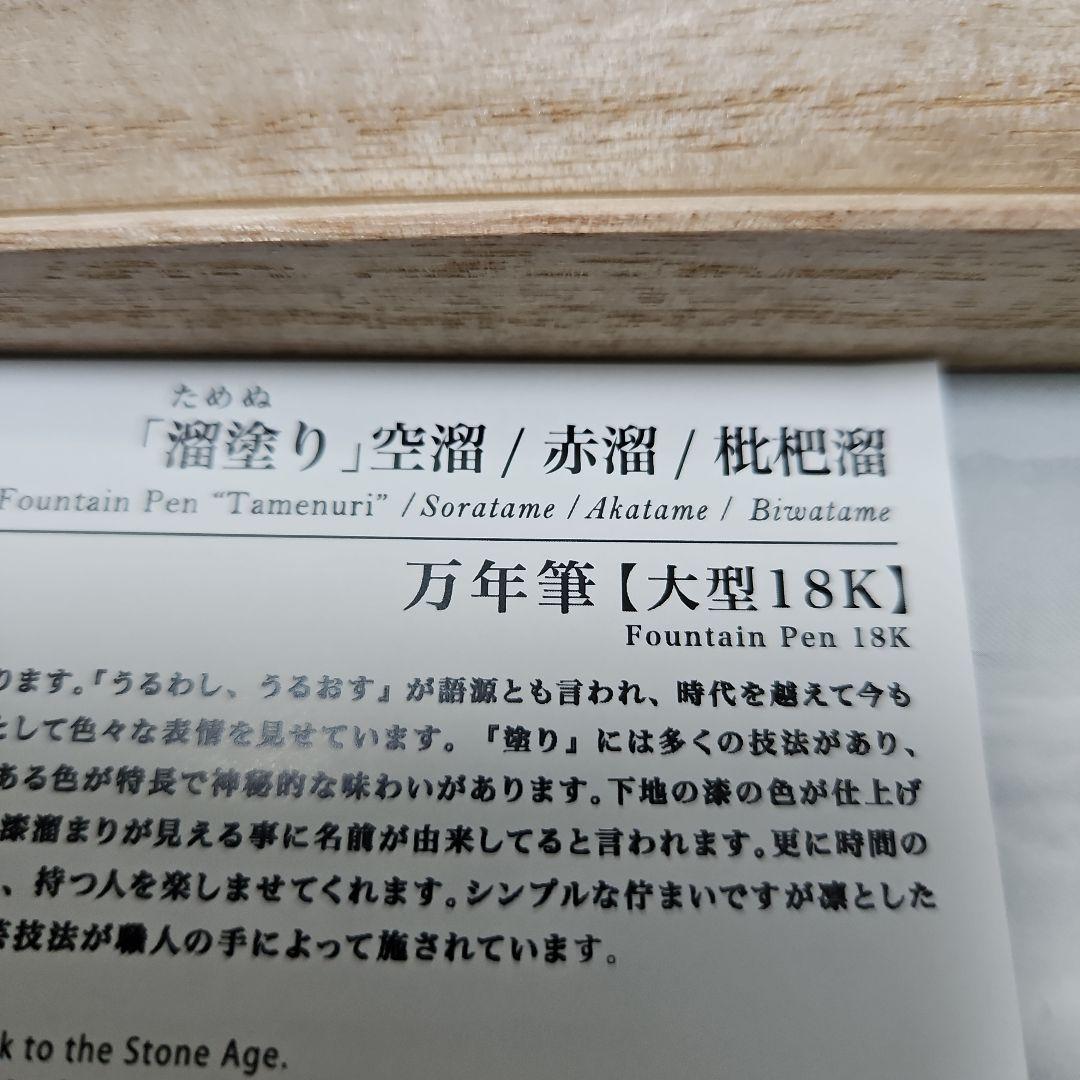 ためぬ
「溜塗り」空溜 / 赤溜 / 枇杷溜
Fountain Pen “Tamenuri” / Soratame / Akatame / Biwatame
万年筆【大型18K】
Fountain Pen 18K
ります。『うるわし、うるおす』が語源とも言われ、時代を越えて今も
として色々な表情を見せています。『塗り』には多くの技法があり、
ある色が特長で神秘的な味わいがあります。下地の漆の色が仕上げ
漆溜まりが見える事に名前が由来してると言われます。更に時間の
、持つ人を楽しませてくれます。シンプルな佇まいですが凛とした
技法が職人の手によって施されています。
k to the Stone Age.